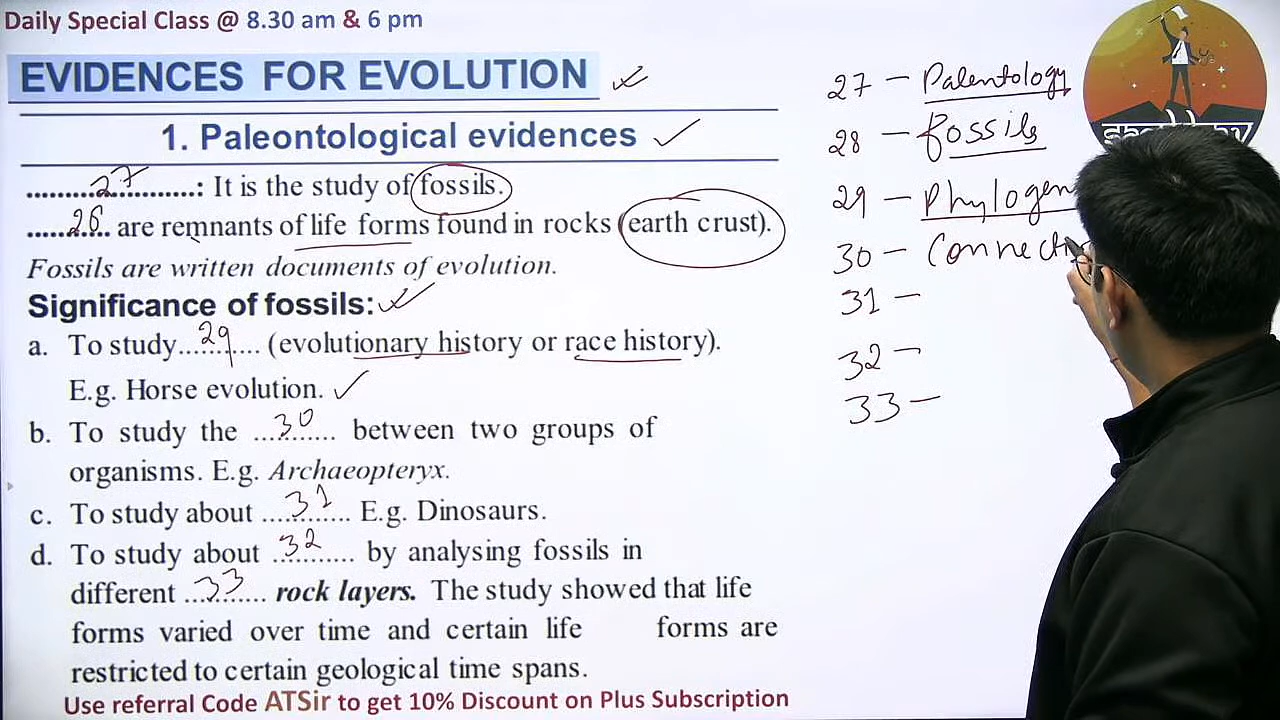 Daily Special Class @ 8.30 am & 6 pm
EVIDENCES FOR EVOLUTION
1. Paleontological evidences
..........27..........: It is the study of fossils.
.....26..... are remnants of life forms found in rocks (earth crust).
Fossils are written documents of evolution.
Significance of fossils:
a. To study....29.... (evolutionary history or race history).
E.g. Horse evolution.
b. To study the ....30.... between two groups of
organisms. E.g. Archaeopteryx.
c. To study about ....31.... E.g. Dinosaurs.
d. To study about ....32.... by analysing fossils in
different ....33.... rock layers. The study showed that life
forms varied over time and certain life forms are
restricted to certain geological time spans.
Use referral Code ATSir to get 10% Discount on Plus Subscription
27 – Palentology
28 – fossils
29 – Phylogen
30 – Connecti
31 –
32 –
33 –